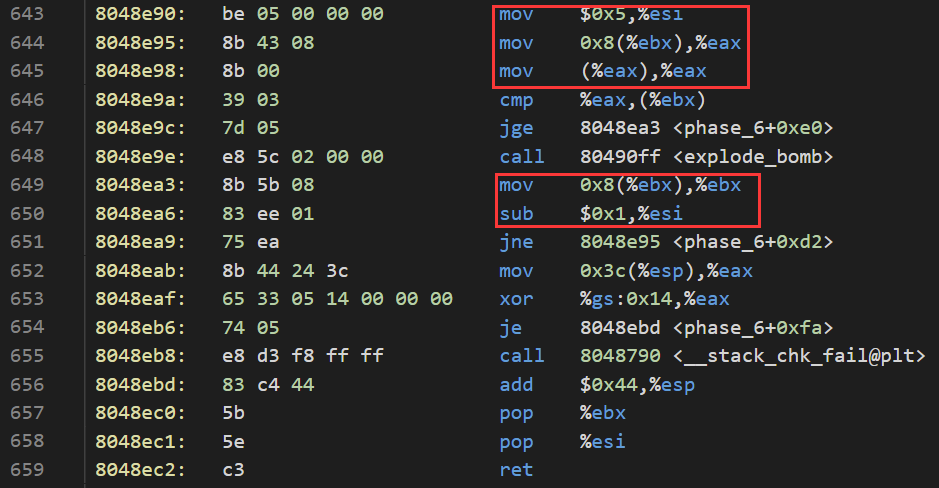 643 8048e90: be 05 00 00 00 mov $0x5,%esi
644 8048e95: 8b 43 08 mov 0x8(%ebx),%eax
645 8048e98: 8b 00 mov (%eax),%eax
646 8048e9a: 39 03 cmp %eax,(%ebx)
647 8048e9c: 7d 05 jge 8048ea3 <phase_6+0xe0>
648 8048e9e: e8 5c 02 00 00 call 80490ff <explode_bomb>
649 8048ea3: 8b 5b 08 mov 0x8(%ebx),%ebx
650 8048ea6: 83 ee 01 sub $0x1,%esi
651 8048ea9: 75 ea jne 8048e95 <phase_6+0xd2>
652 8048eab: 8b 44 24 3c mov 0x3c(%esp),%eax
653 8048eaf: 65 33 05 14 00 00 00 xor %gs:0x14,%eax
654 8048eb6: 74 05 je 8048ebd <phase_6+0xfa>
655 8048eb8: e8 d3 f8 ff ff call 8048790 <__stack_chk_fail@plt>
656 8048ebd: 83 c4 44 add $0x44,%esp
657 8048ec0: 5b pop %ebx
658 8048ec1: 5e pop %esi
659 8048ec2: c3 ret